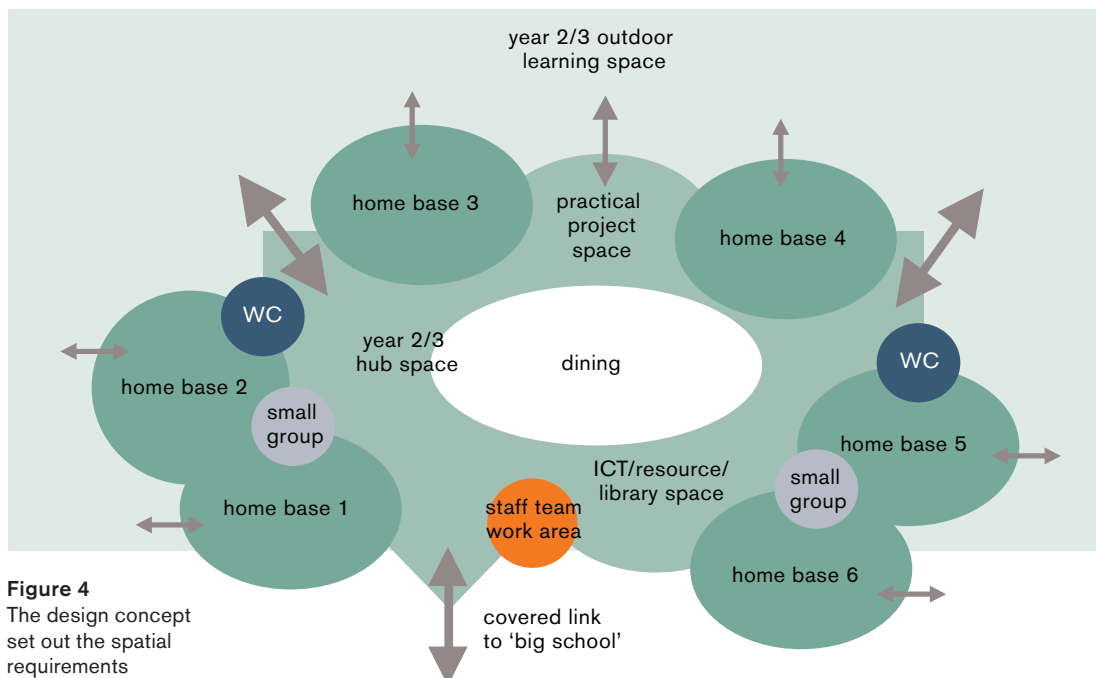 year 2/3 outdoor
learning space
home base 3
practical
project
space
home base 4
WC
year 2/3
hub space
dining
WC
home base 2
small
group
home base 5
ICT/resource/
library space
small
group
home base 1
staff team
work area
home base 6
Figure 4
The design concept
set out the spatial
requirements
covered link
to ‘big school’